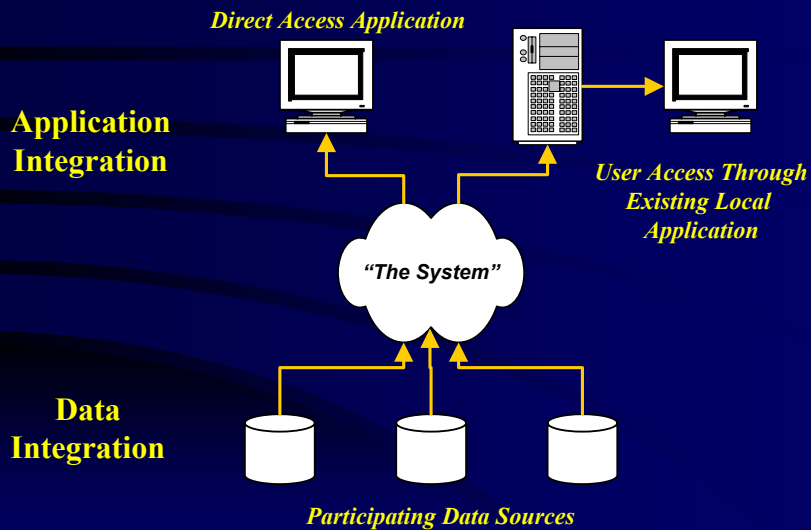 Direct Access Application
Application
Integration
User Access Through
Existing Local
Application
“The System”
Data
Integration
Participating Data Sources